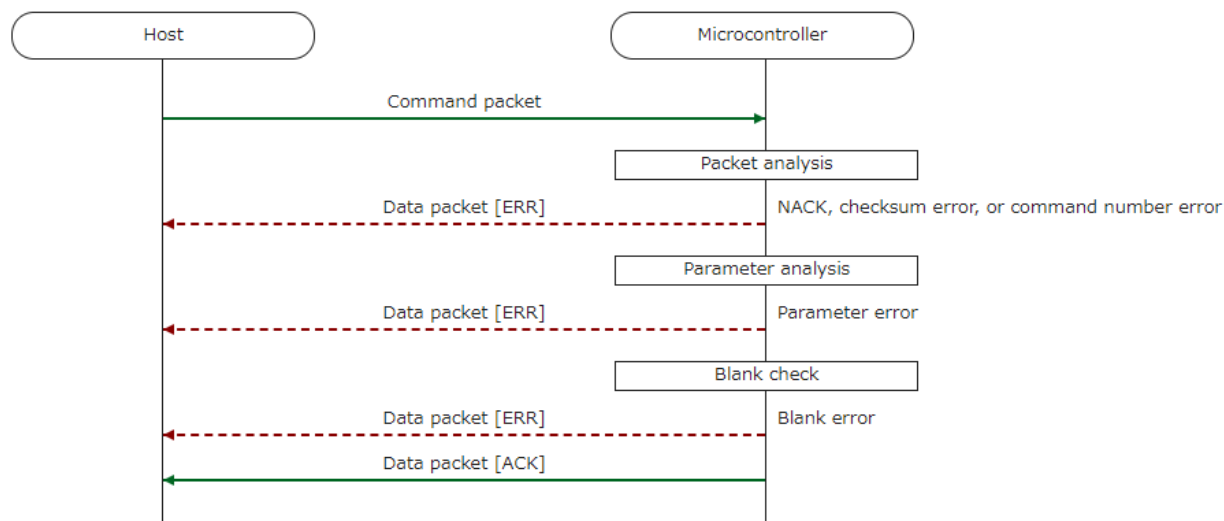 Host
Microcontroller
Command packet
Packet analysis
Data packet [ERR]
NACK, checksum error, or command number error
Parameter analysis
Data packet [ERR]
Parameter error
Blank check
Data packet [ERR]
Blank error
Data packet [ACK]